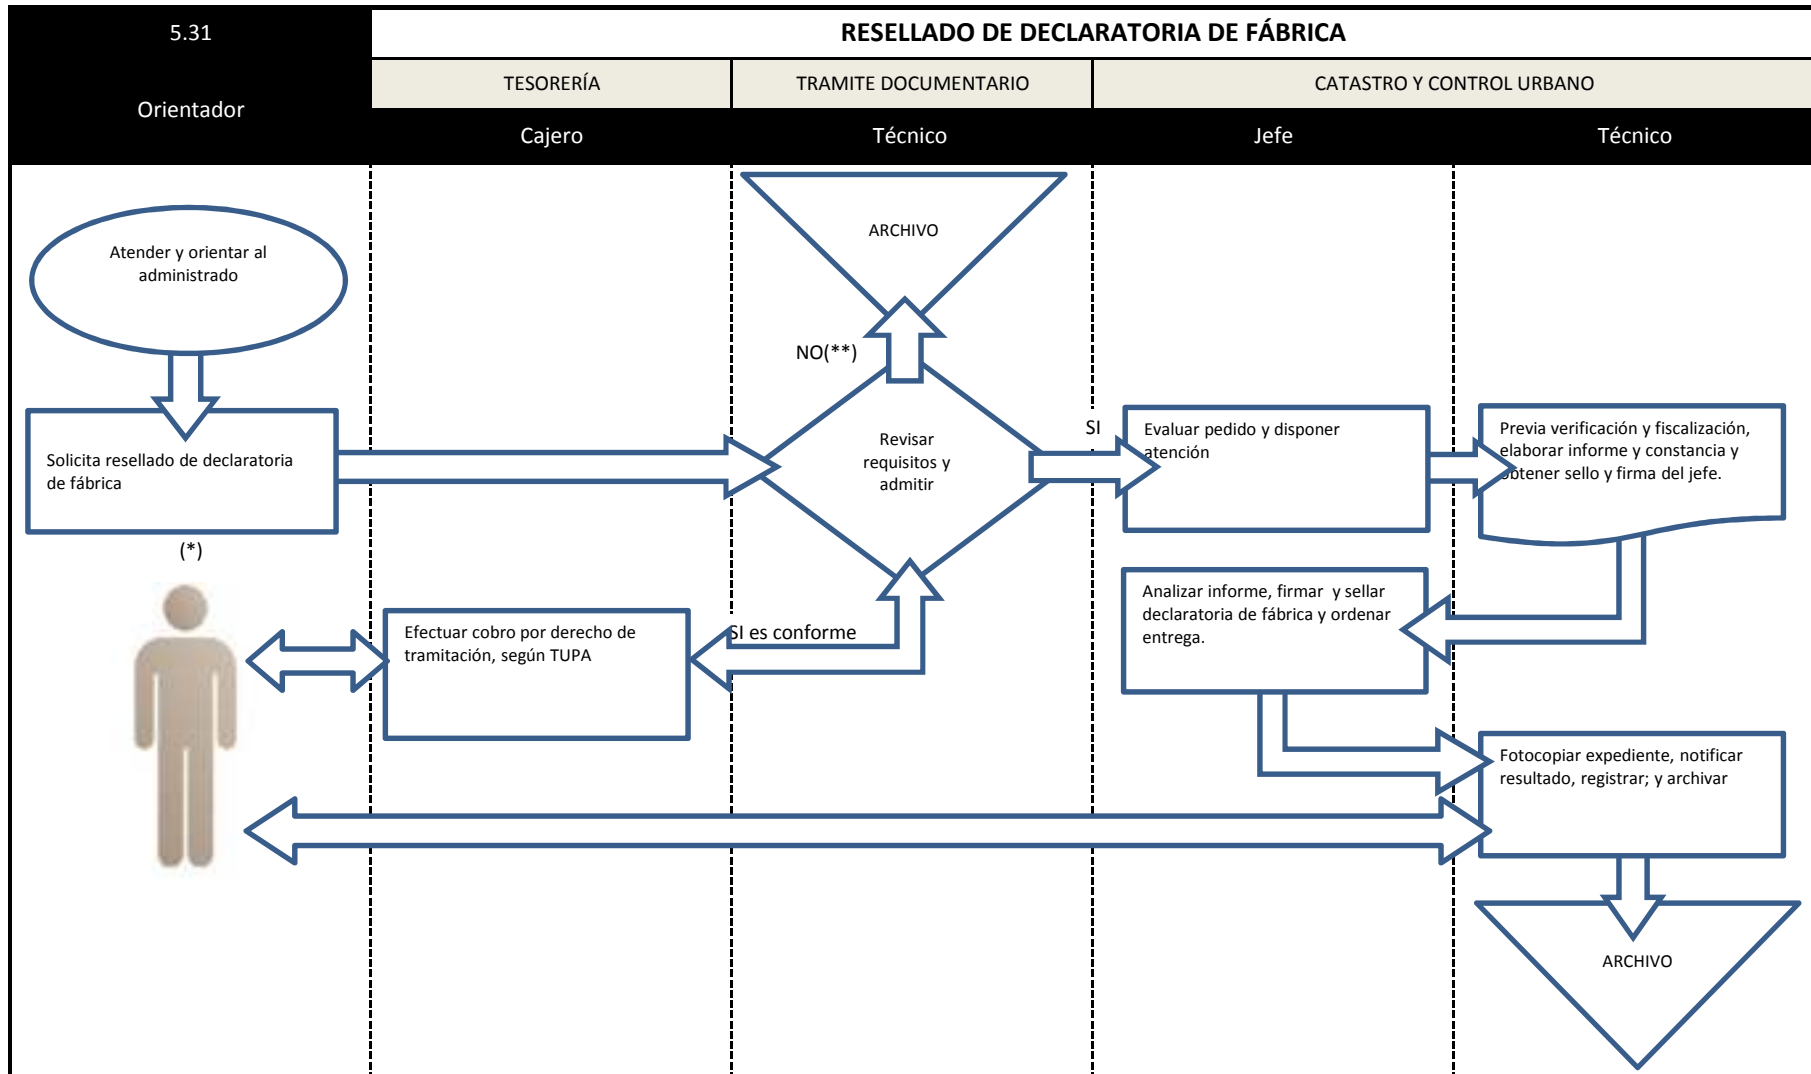 5.31
Orientador
RESELLADO DE DECLARATORIA DE FÁBRICA
TESORERÍA
TRAMITE DOCUMENTARIO
CATASTRO Y CONTROL URBANO
Cajero
Técnico
Jefe
Técnico
Atender y orientar al
administrado
ARCHIVO
NO(**)
Solicita resellado de declaratoria
de fábrica
(*)
Revisar
requisitos y
admitir
SI
Evaluar pedido y disponer
atención
Previa verificación y fiscalización,
elaborar informe y constancia y
obtener sello y firma del jefe.
Efectuar cobro por derecho de
tramitación, según TUPA
SI es conforme
Analizar informe, firmar  y sellar
declaratoria de fábrica y ordenar
entrega.
Fotocopiar expediente, notificar
resultado, registrar; y archivar
ARCHIVO